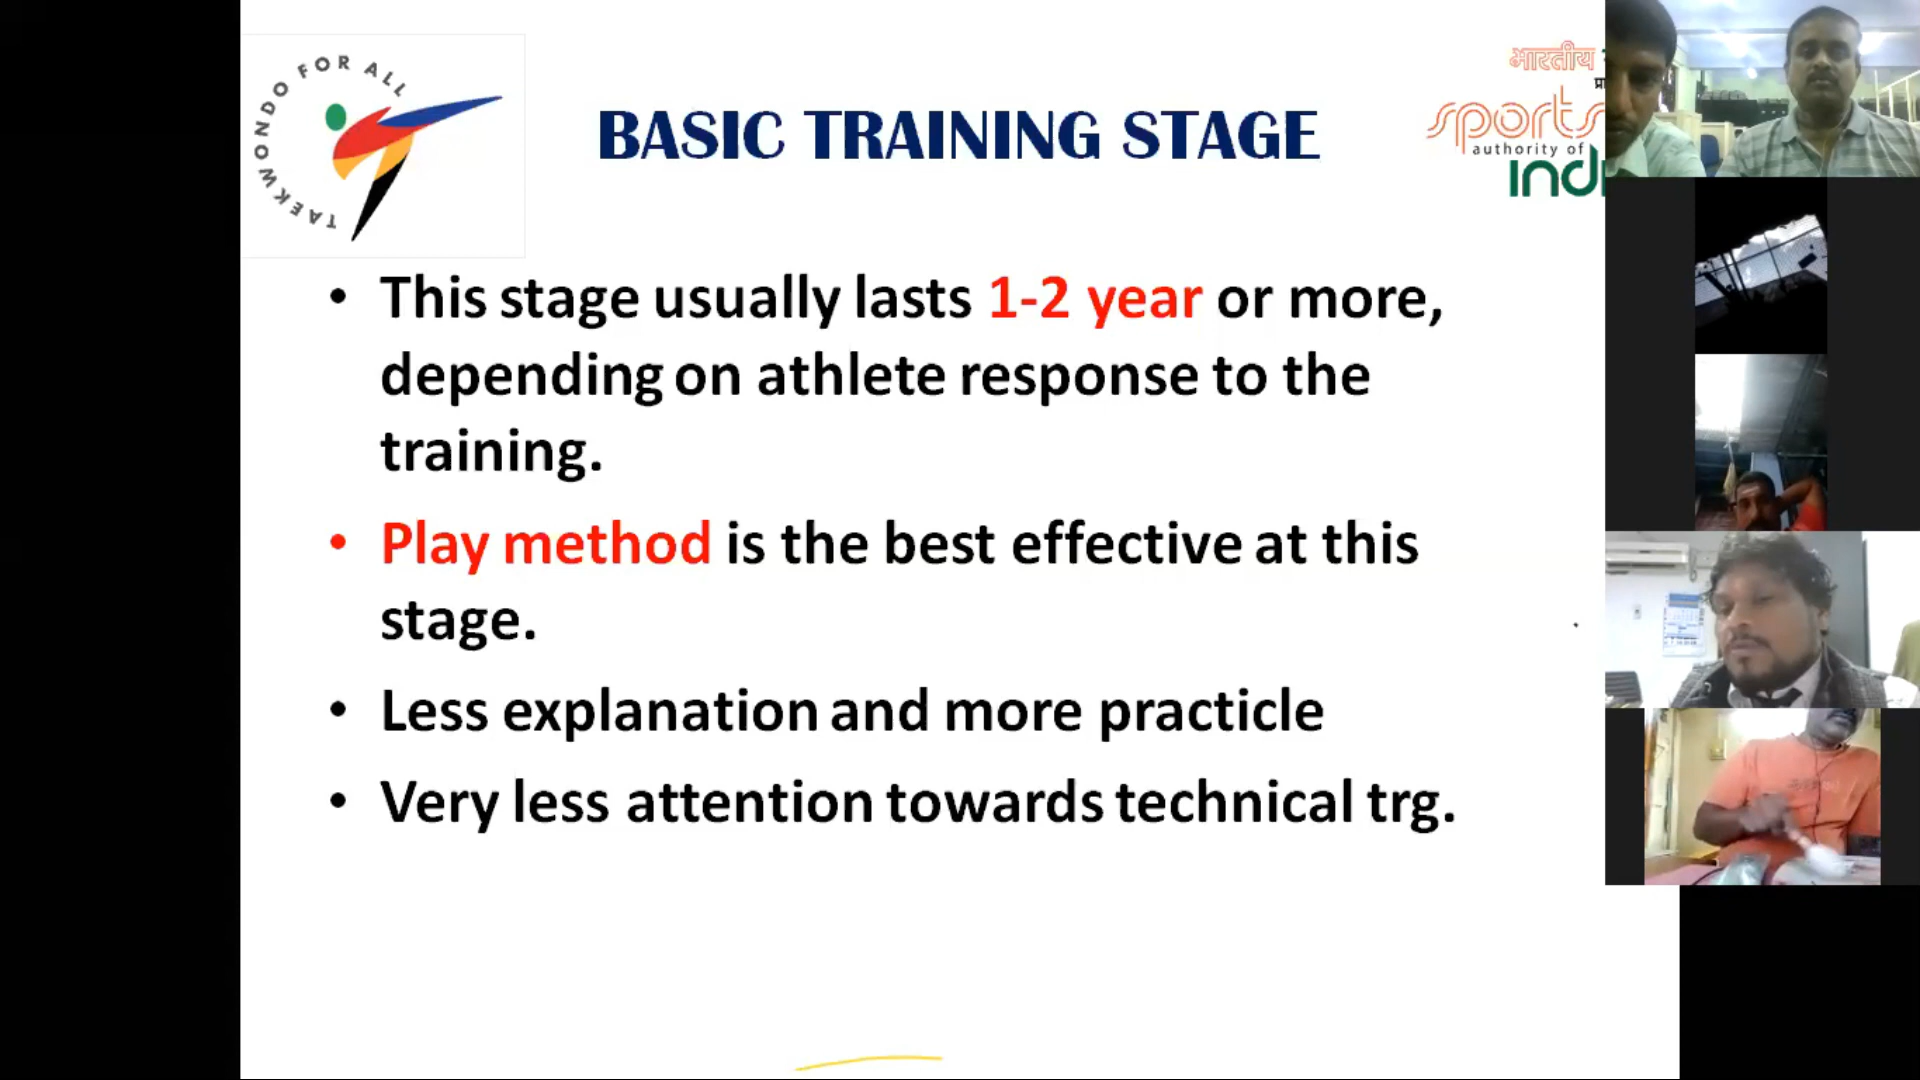 TAEKWONDO FOR ALL
BASIC TRAINING STAGE
भारतीय
sports
authority of
indi
• This stage usually lasts 1-2 year or more,
depending on athlete response to the
training.
• Play method is the best effective at this
stage.
• Less explanation and more practicle
• Very less attention towards technical trg.